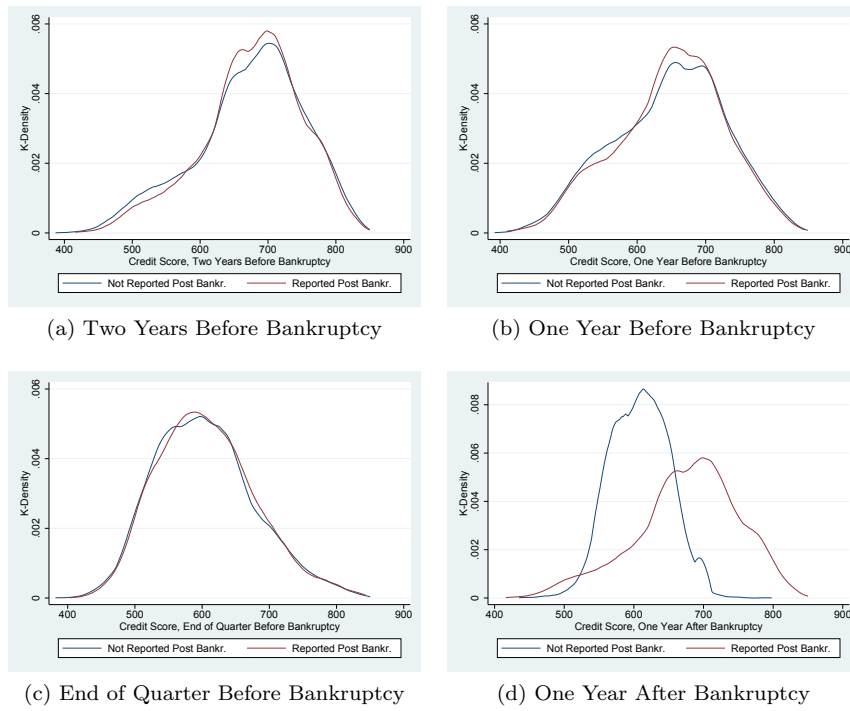 K-Density
0 .002 .004 .006
400 500 600 700 800 900
Credit Score, Two Years Before Bankruptcy
Not Reported Post Bankr. Reported Post Bankr.
(a) Two Years Before Bankruptcy
K-Density
0 .002 .004 .006
400 500 600 700 800 900
Credit Score, One Year Before Bankruptcy
Not Reported Post Bankr. Reported Post Bankr.
(b) One Year Before Bankruptcy
K-Density
0 .002 .004 .006
400 500 600 700 800 900
Credit Score, End of Quarter Before Bankruptcy
Not Reported Post Bankr. Reported Post Bankr.
(c) End of Quarter Before Bankruptcy
K-Density
0 .002 .004 .006 .008
400 500 600 700 800 900
Credit Score, One Year After Bankruptcy
Not Reported Post Bankr. Reported Post Bankr.
(d) One Year After Bankruptcy